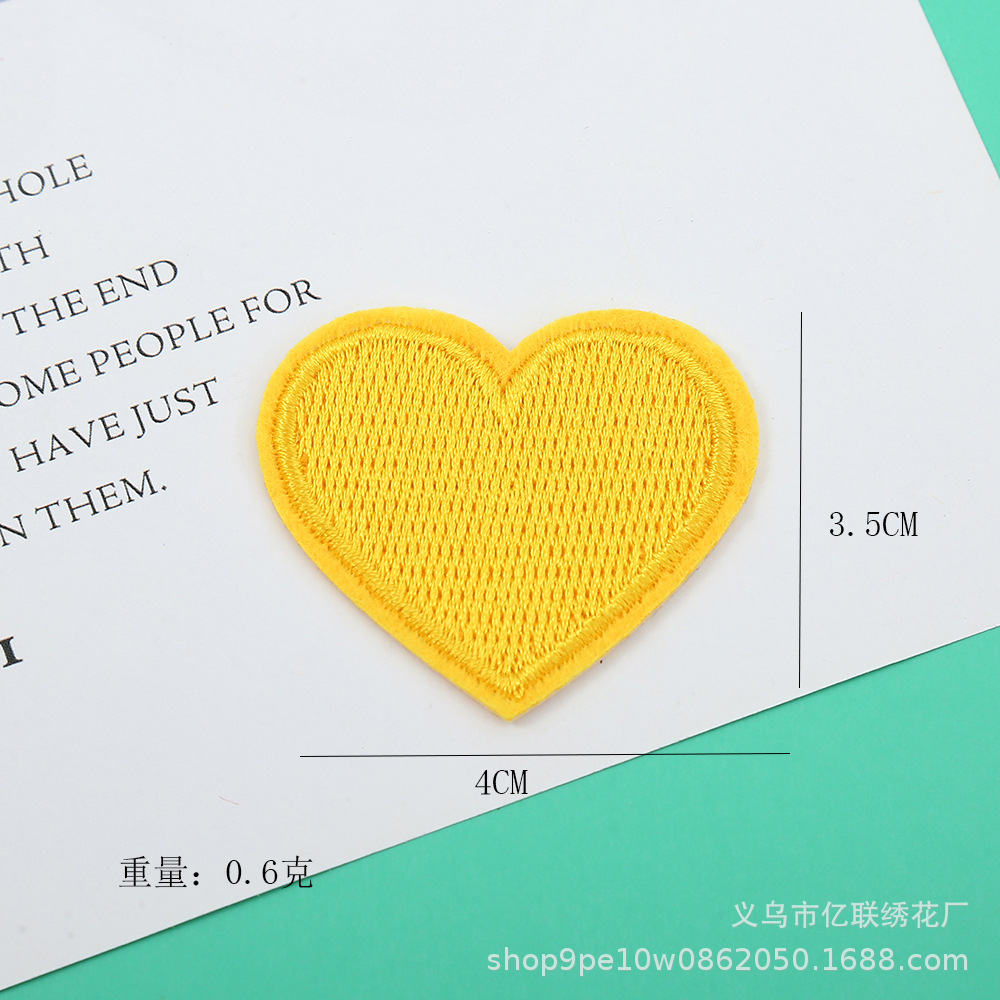 HOLE
TH
THE END
OME PEOPLE FOR
HAVE JUST
N THEM.
I
3.5CM
4CM
重量：0.6克
义乌市亿联绣花厂
shop9pe10w0862050.1688.com